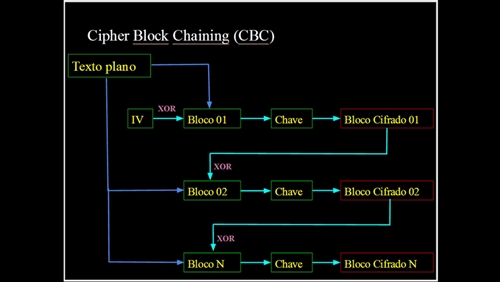 Cipher Block Chaining (CBC)
Texto plano
XOR
IV Bloco 01 Chave Bloco Cifrado 01
XOR
Bloco 02 Chave Bloco Cifrado 02
XOR
Bloco N Chave Bloco Cifrado N